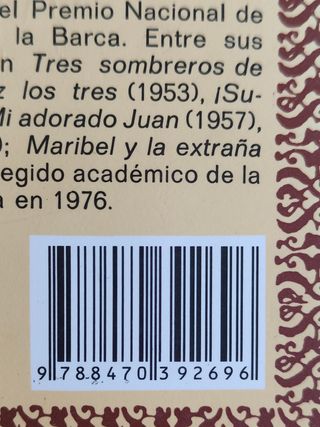 el Premio Nacional de
la Barca. Entre sus
n Tres sombreros de
z los tres (1953), ¡Su-
Mi adorado Juan (1957),
); Maribel y la extraña
egido académico de la
a en 1976.
9 788470 392696